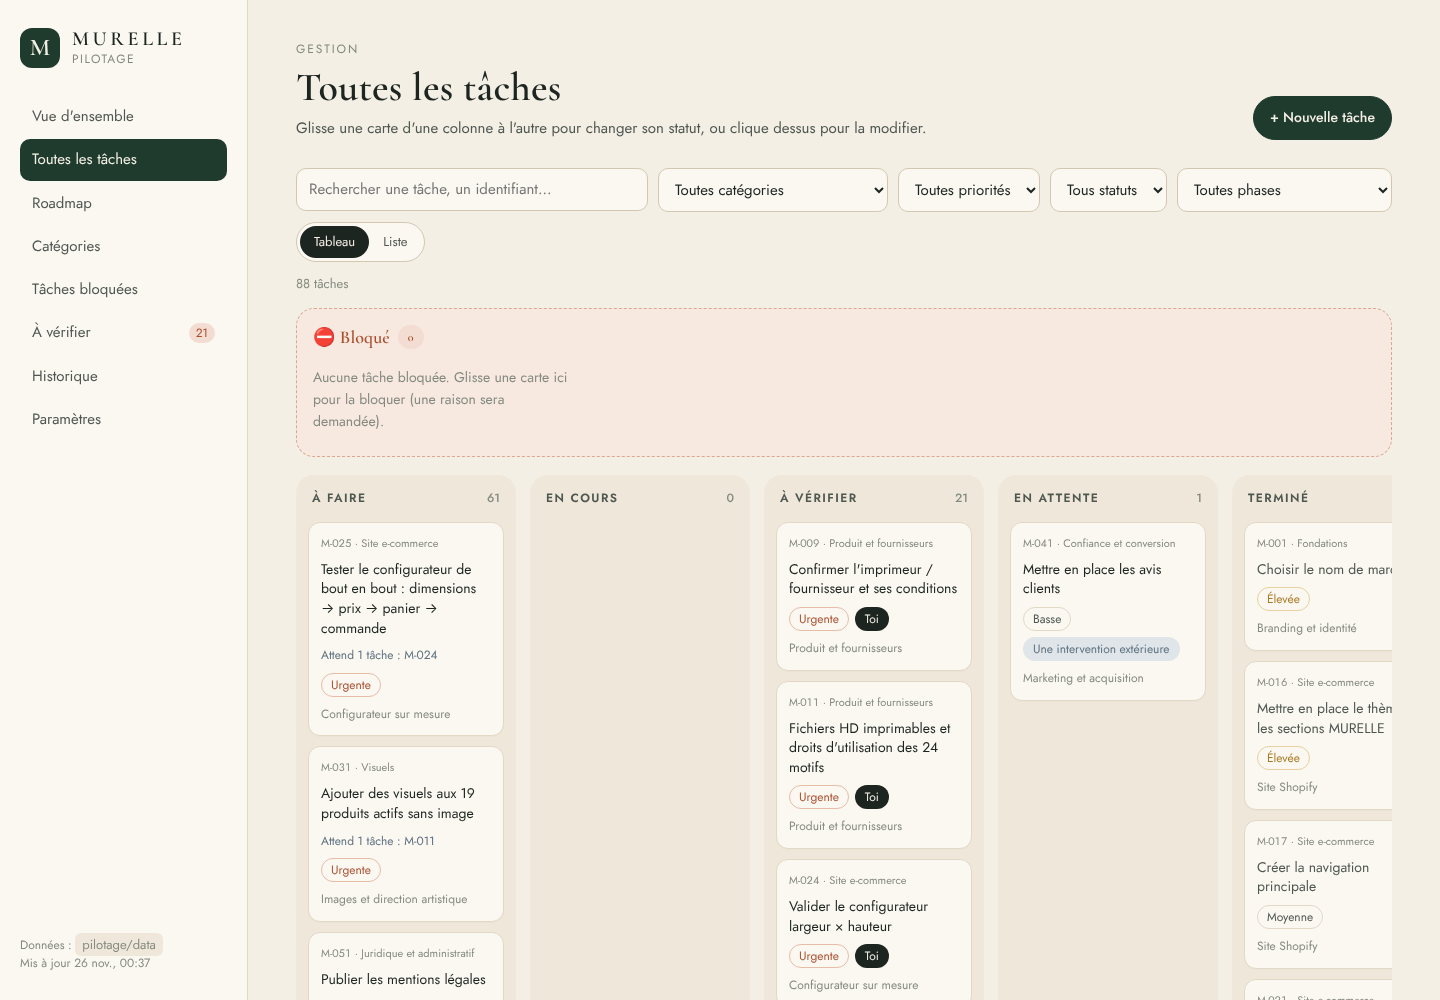 M
MURELLE
PILOTAGE
Vue d'ensemble
Toutes les tâches
Roadmap
Catégories
Tâches bloquées
À vérifier
21
Historique
Paramètres
Données : pilotage/data
Mis à jour 26 nov., 00:37
GESTION
Toutes les tâches
Glisse une carte d'une colonne à l'autre pour changer son statut, ou clique dessus pour la modifier.
+ Nouvelle tâche
Rechercher une tâche, un identifiant...
Toutes catégories
Toutes priorités
Tous statuts
Toutes phases
Tableau
Liste
88 tâches
Bloqué 0
Aucune tâche bloquée. Glisse une carte ici
pour la bloquer (une raison sera
demandée).
À FAIRE 61
M-025 · Site e-commerce
Tester le configurateur de
bout en bout : dimensions
→ prix → panier →
commande
Attend 1 tâche : M-024
Urgente
Configurateur sur mesure
M-031 · Visuels
Ajouter des visuels aux 19
produits actifs sans image
Attend 1 tâche : M-011
Urgente
Images et direction artistique
M-051 · Juridique et administratif
Publier les mentions légales
EN COURS 0
À VÉRIFIER 21
M-009 · Produit et fournisseurs
Confirmer l'imprimeur /
fournisseur et ses conditions
Urgente Toi
Produit et fournisseurs
M-011 · Produit et fournisseurs
Fichiers HD imprimables et
droits d'utilisation des 24
motifs
Urgente Toi
Produit et fournisseurs
M-024 · Site e-commerce
Valider le configurateur
largeur × hauteur
Urgente Toi
Configurateur sur mesure
EN ATTENTE 1
M-041 · Confiance et conversion
Mettre en place les avis
clients
Basse
Une intervention extérieure
Marketing et acquisition
TERMINÉ
M-001 · Fondations
Choisir le nom de
Élevée
Branding et identité
M-016 · Site e-commerce
Mettre en place le
les sections MURELLE
Élevée
Site Shopify
M-017 · Site e-commerce
Créer la navigation
principale
Moyenne
Site Shopify